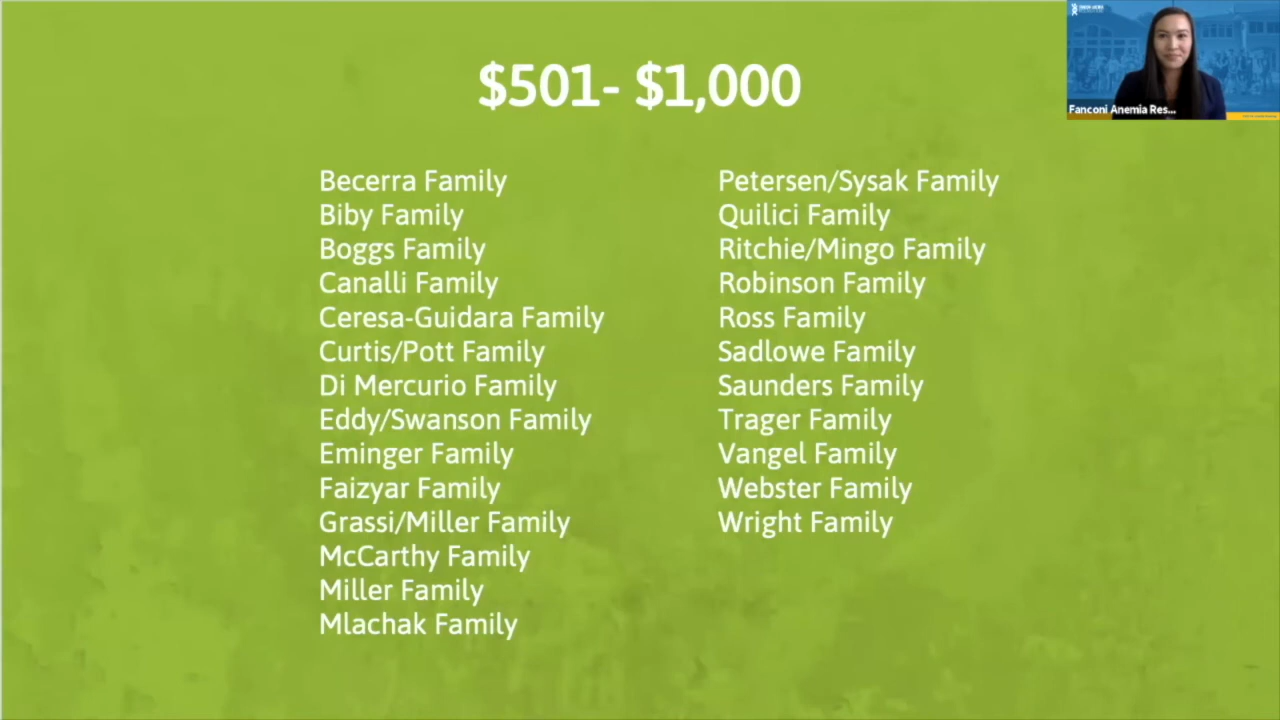 $501- $1,000
Becerra Family
Biby Family
Boggs Family
Canalli Family
Ceresa-Guidara Family
Curtis/Pott Family
Di Mercurio Family
Eddy/Swanson Family
Eminger Family
Faizyar Family
Grassi/Miller Family
McCarthy Family
Miller Family
Mlachak Family
Petersen/Sysak Family
Quilici Family
Ritchie/Mingo Family
Robinson Family
Ross Family
Sadlowe Family
Saunders Family
Trager Family
Vangel Family
Webster Family
Wright Family
Fanconi Anemia Res...